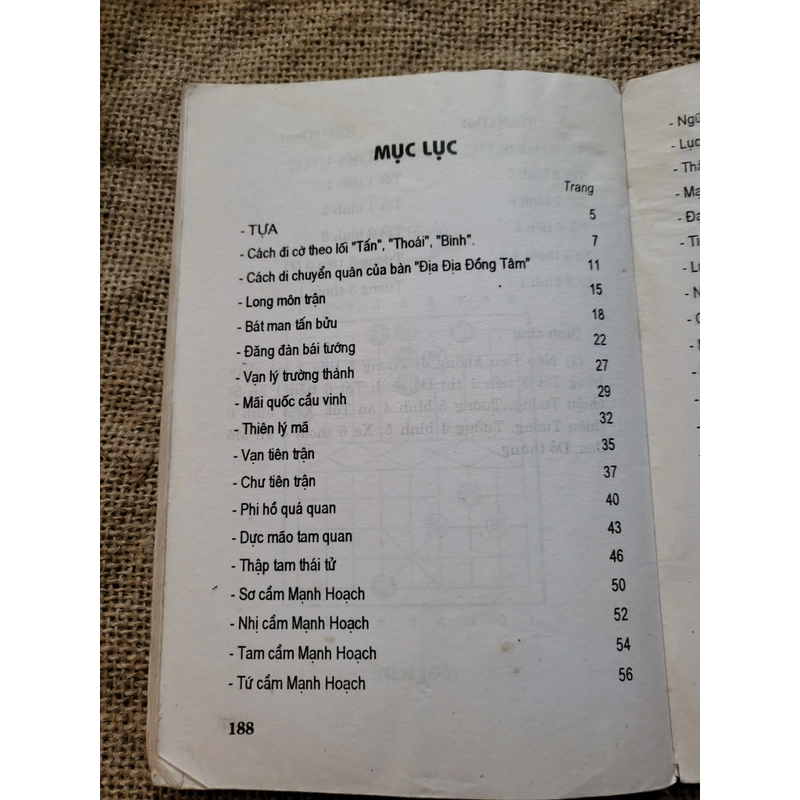 MỤC LỤC
Trang
- TỰA 5
- Cách đi cờ theo lối "Tấn", "Thoái", "Bình". 7
- Cách di chuyển quân của bàn "Địa Địa Đồng Tâm" 11
- Long môn trận 15
- Bát man tấn bửu 18
- Đăng đàn bái tướng 22
- Vạn lý trường thành 27
- Mãi quốc cầu vinh 29
- Thiên lý mã 32
- Vạn tiên trận 35
- Chư tiên trận 37
- Phi hồ quá quan 40
- Dực mão tam quan 43
- Thập tam thái tử 46
- Sơ cầm Mạnh Hoạch 50
- Nhị cầm Mạnh Hoạch 52
- Tam cầm Mạnh Hoạch 54
- Tứ cầm Mạnh Hoạch 56
188